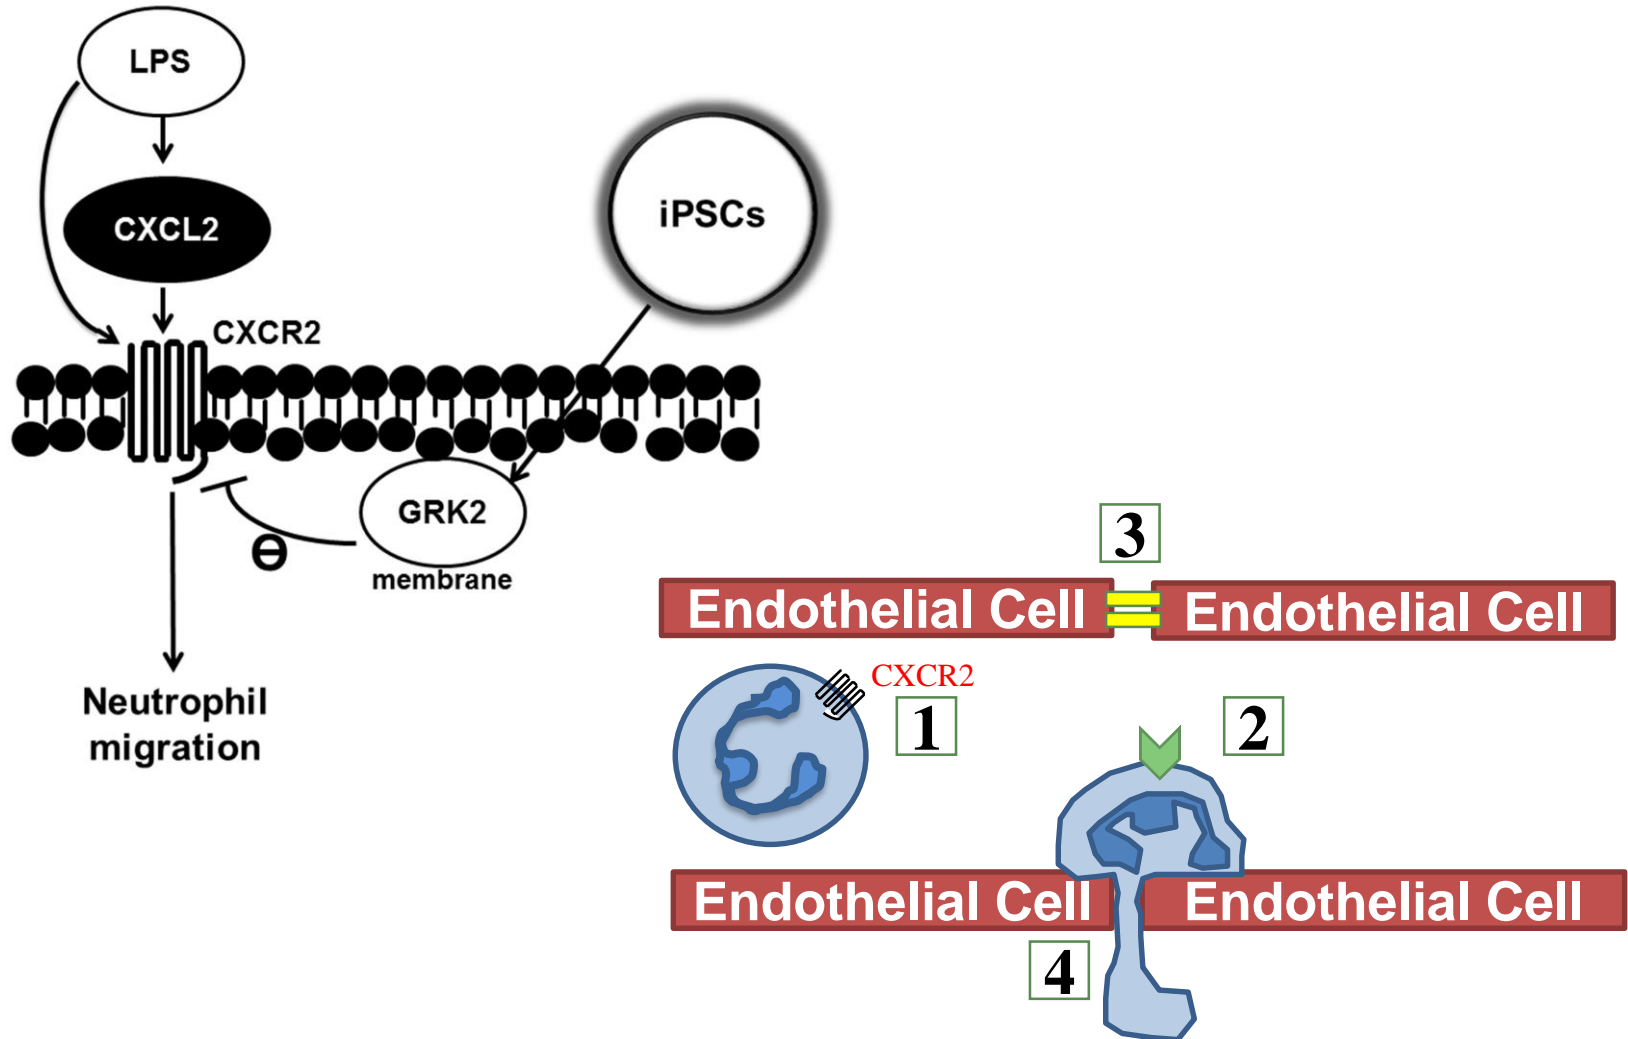 LPS
CXCL2
CXCR2
iPSCs
GRK2
membrane
Ɵ
Neutrophil
migration
3
Endothelial Cell
Endothelial Cell
CXCR2
1
2
Endothelial Cell
Endothelial Cell
4